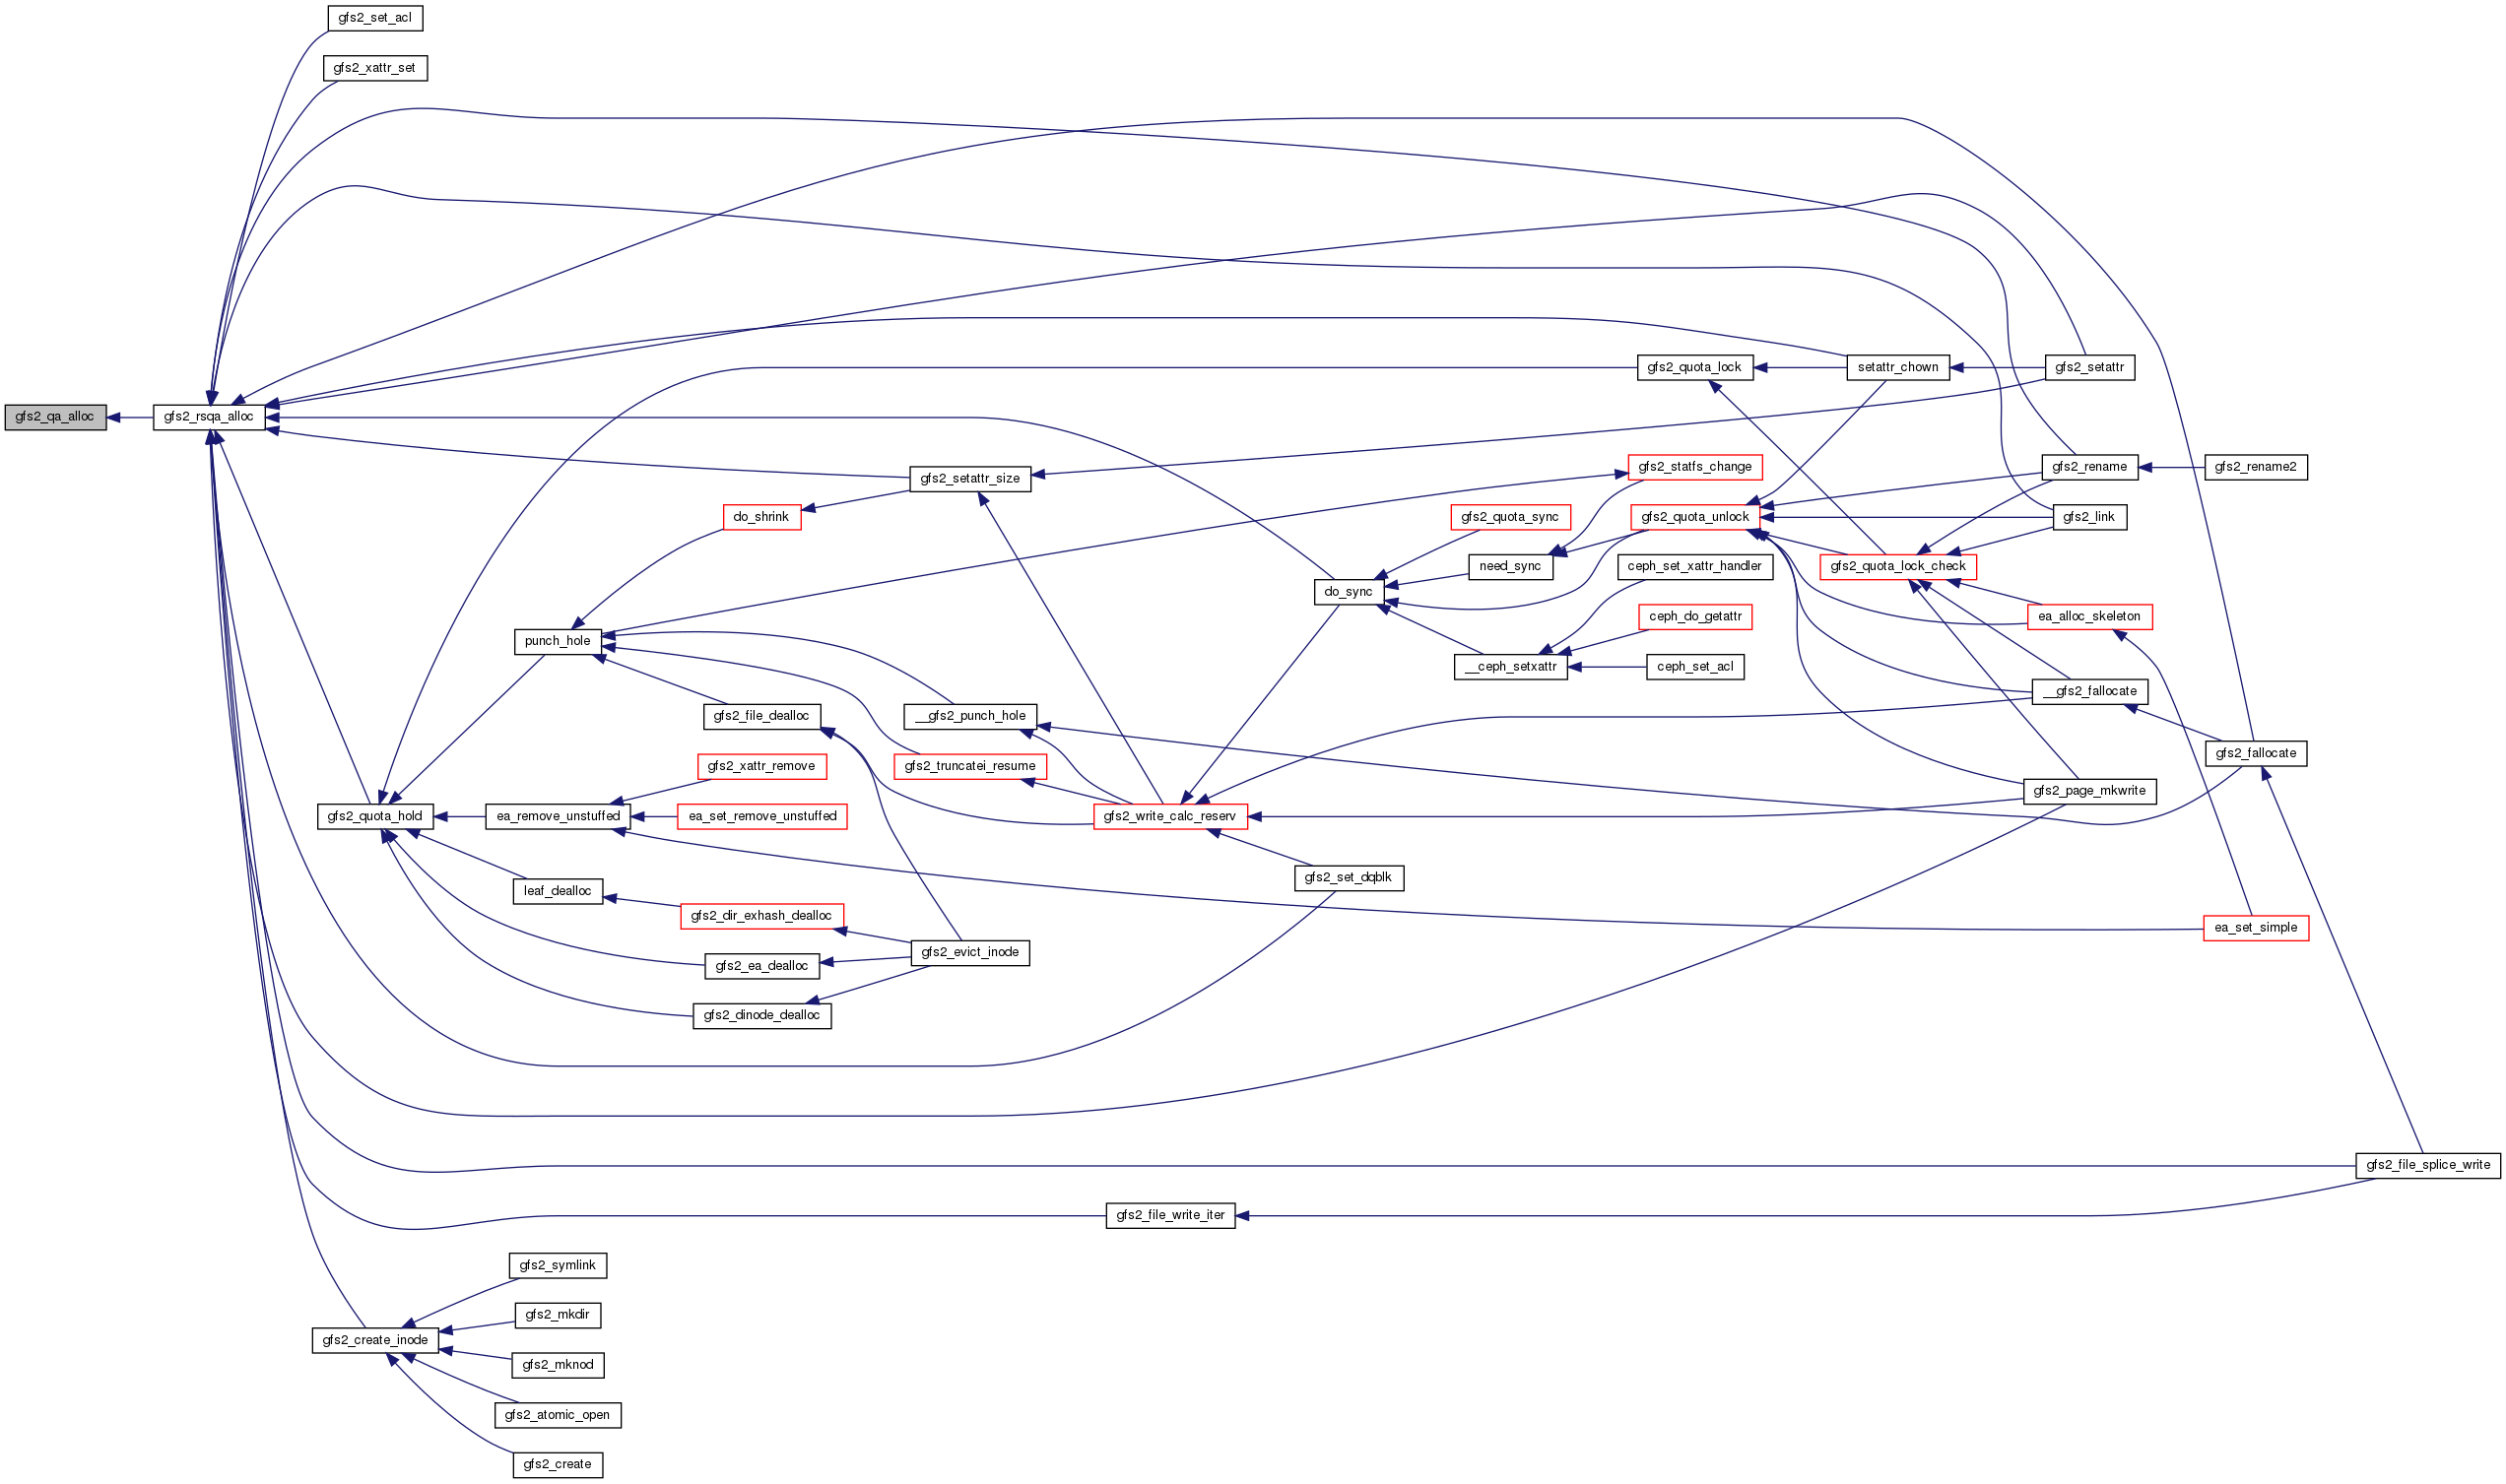 gfs2_set_acl
gfs2_xattr_set
gfs2_quota_lock
setattr_chown
gfs2_setattr
gfs2_qa_alloc
gfs2_rsqa_alloc
gfs2_setattr_size
gfs2_statfs_change
gfs2_rename
gfs2_rename2
do_shrink
gfs2_quota_sync
gfs2_quota_unlock
gfs2_link
need_sync
ceph_set_xattr_handler
gfs2_quota_lock_check
do_sync
ceph_do_getattr
ea_alloc_skeleton
punch_hole
__ceph_setxattr
ceph_set_acl
__gfs2_fallocate
gfs2_file_dealloc
__gfs2_punch_hole
gfs2_fallocate
gfs2_xattr_remove
gfs2_truncatei_resume
gfs2_page_mkwrite
gfs2_quota_hold
ea_remove_unstuffed
ea_set_remove_unstuffed
gfs2_write_calc_reserv
gfs2_set_dqblk
leaf_dealloc
gfs2_dir_exhash_dealloc
ea_set_simple
gfs2_evict_inode
gfs2_ea_dealloc
gfs2_dinode_dealloc
gfs2_file_splice_write
gfs2_file_write_iter
gfs2_symlink
gfs2_mkdir
gfs2_create_inode
gfs2_mknod
gfs2_atomic_open
gfs2_create